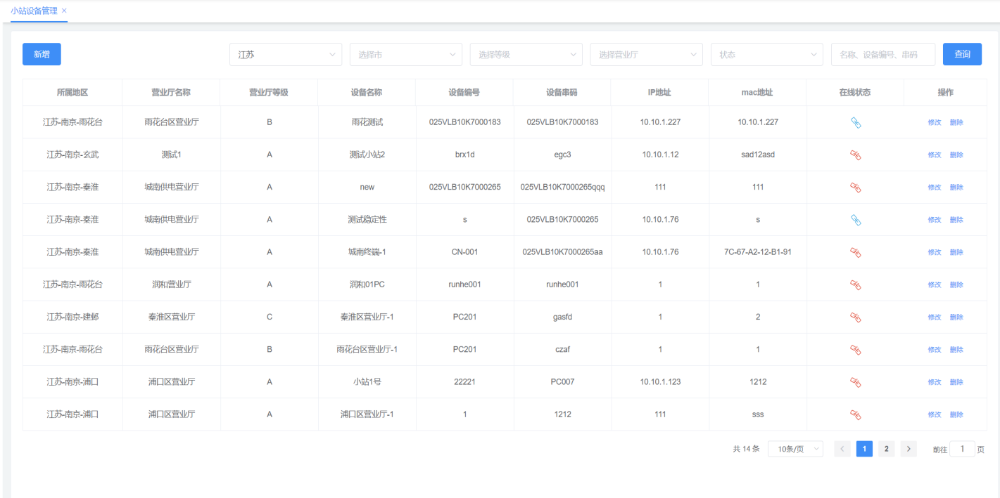 小站设备管理 ×
新增 江苏 选择市 选择等级 选择营业厅 状态 名称、设备编号、串码 查询
所属地区 营业厅名称 营业厅等级 设备名称 设备编号 设备串码 IP地址 mac地址 在线状态 操作
江苏-南京-雨花台 雨花台区营业厅 B 雨花测试 025VLB10K7000183 025VLB10K7000183 10.10.1.227 10.10.1.227 修改 删除
江苏-南京-玄武 测试1 A 测试小站2 brx1d egc3 10.10.1.12 sad12asd 修改 删除
江苏-南京-秦淮 城南供电营业厅 A new 025VLB10K7000265 025VLB10K7000265qqq 111 111 修改 删除
江苏-南京-秦淮 城南供电营业厅 A 测试稳定性 s 025VLB10K7000265 10.10.1.76 s 修改 删除
江苏-南京-秦淮 城南供电营业厅 A 城南终端-1 CN-001 025VLB10K7000265aa 10.10.1.76 7C-67-A2-12-B1-91 修改 删除
江苏-南京-雨花台 润和营业厅 A 润和01PC runhe001 runhe001 1 1 修改 删除
江苏-南京-建邺 秦淮区营业厅 C 秦淮区营业厅-1 PC201 gasfd 1 2 修改 删除
江苏-南京-雨花台 雨花台区营业厅 B 雨花台区营业厅-1 PC201 czaf 1 1 修改 删除
江苏-南京-浦口 浦口区营业厅 A 小站1号 22221 PC007 10.10.1.123 1212 修改 删除
江苏-南京-浦口 浦口区营业厅 A 浦口区营业厅-1 1 1212 111 sss 修改 删除
共 14 条 10条/页 1 2 前往 1 页